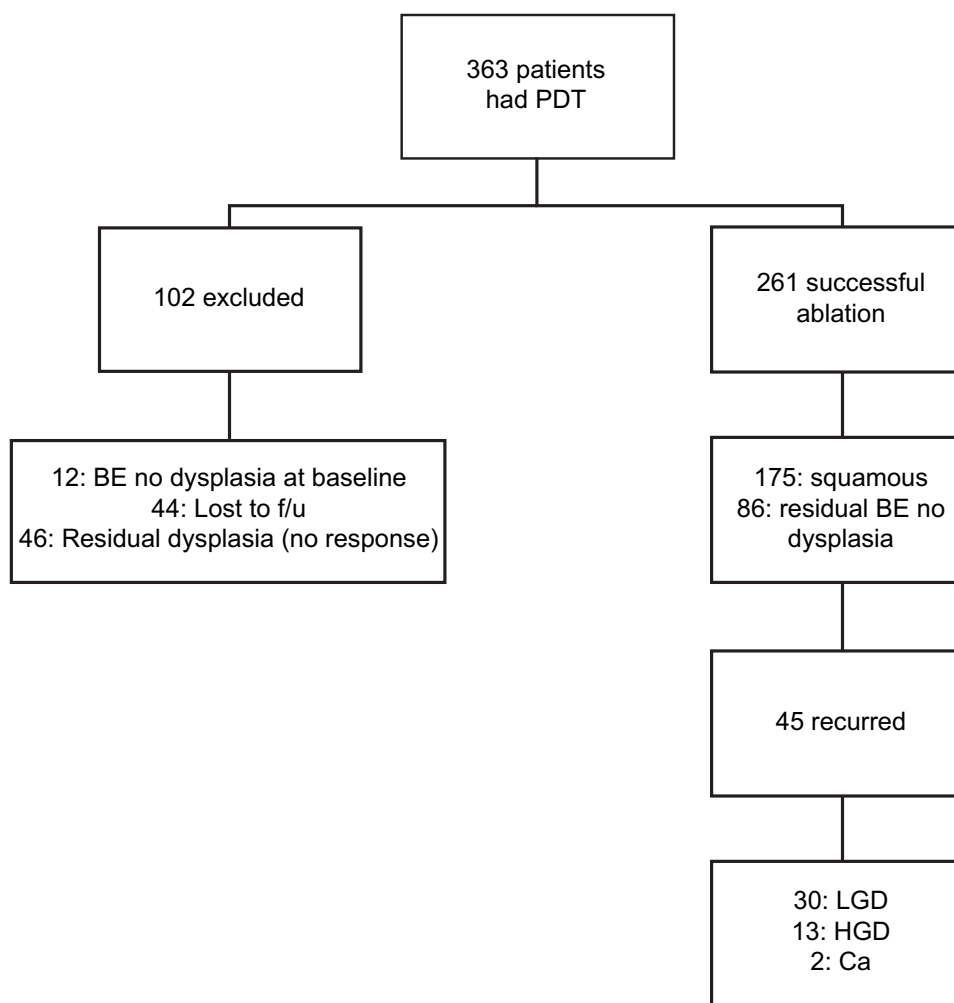 363 patients
had PDT
102 excluded
261 successful
ablation
12: BE no dysplasia at baseline
44: Lost to f/u
46: Residual dysplasia (no response)
175: squamous
86: residual BE no
dysplasia
45 recurred
30: LGD
13: HGD
2: Ca